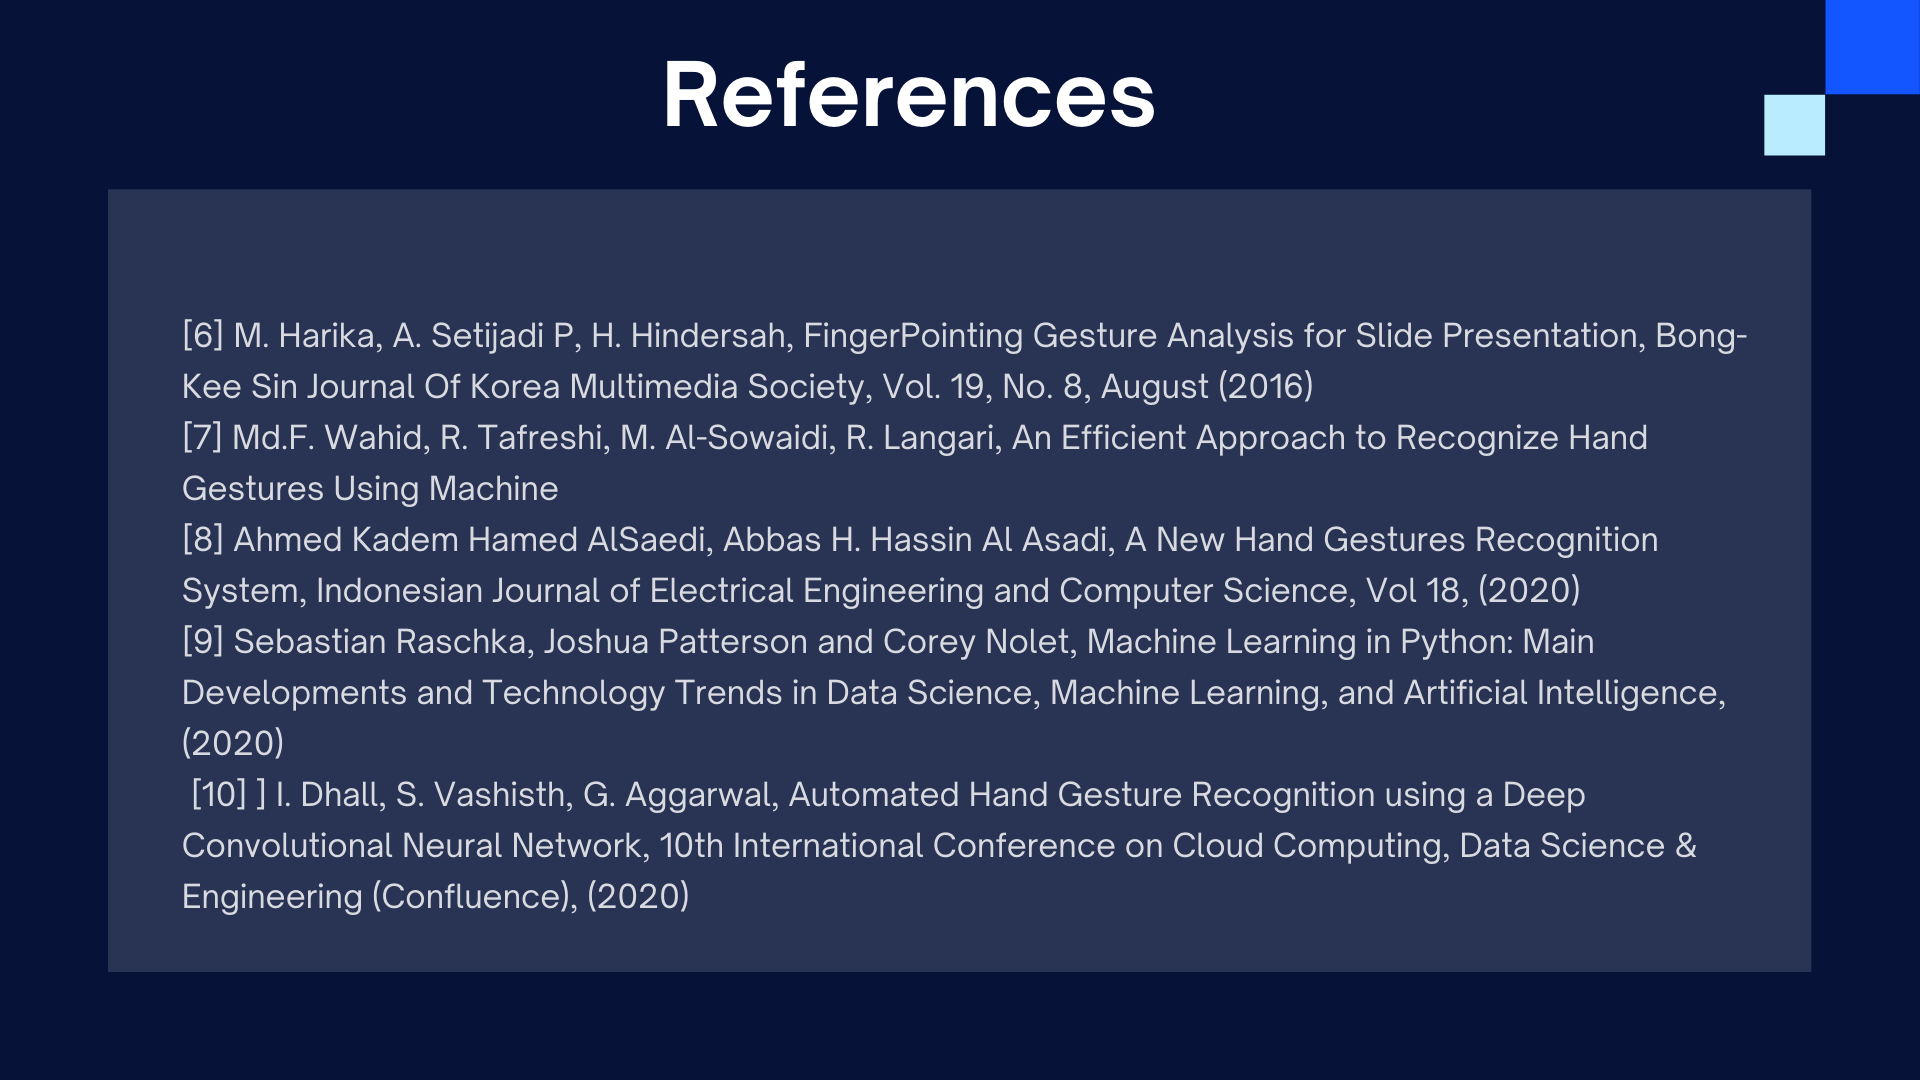 References
[6] M. Harika, A. Setijadi P, H. Hindersah, FingerPointing Gesture Analysis for Slide Presentation, Bong-
Kee Sin Journal Of Korea Multimedia Society, Vol. 19, No. 8, August (2016)
[7] Md.F. Wahid, R. Tafreshi, M. Al-Sowaidi, R. Langari, An Efficient Approach to Recognize Hand
Gestures Using Machine
[8] Ahmed Kadem Hamed AlSaedi, Abbas H. Hassin Al Asadi, A New Hand Gestures Recognition
System, Indonesian Journal of Electrical Engineering and Computer Science, Vol 18, (2020)
[9] Sebastian Raschka, Joshua Patterson and Corey Nolet, Machine Learning in Python: Main
Developments and Technology Trends in Data Science, Machine Learning, and Artificial Intelligence,
(2020)
[10] ] I. Dhall, S. Vashisth, G. Aggarwal, Automated Hand Gesture Recognition using a Deep
Convolutional Neural Network, 10th International Conference on Cloud Computing, Data Science &
Engineering (Confluence), (2020)